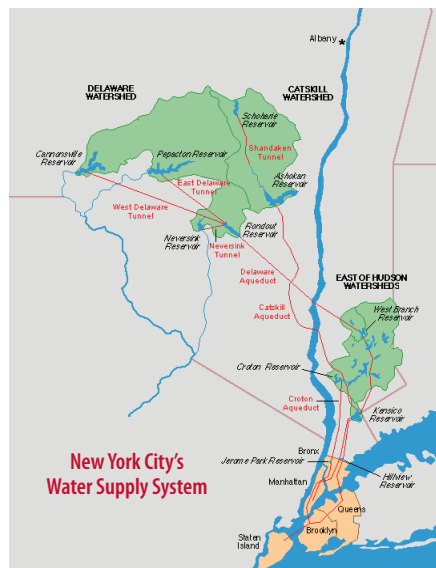 Albany
DELAWARE
WATERSHED
CATSKILL
WATERSHED
Schoharie
Reservoir
Shandaken
Tunnel
Cannonsville
Reservoir
Pepacton Reservoir
Ashokan
Reservoir
East Delaware
Tunnel
West Delaware
Tunnel
Rondout
Reservoir
Neversink
Reservoir
Neversink
Tunnel
Delaware
Aqueduct
EAST OF HUDSON
WATERSHEDS
Catskill
Aqueduct
West Branch
Reservoir
Croton Reservoir
Croton
Aqueduct
Kensico
Reservoir
New York City's
Water Supply System
Bronx
Jerome Park Reservoir
Hillview
Reservoir
Manhattan
Queens
Brooklyn
Staten
Island